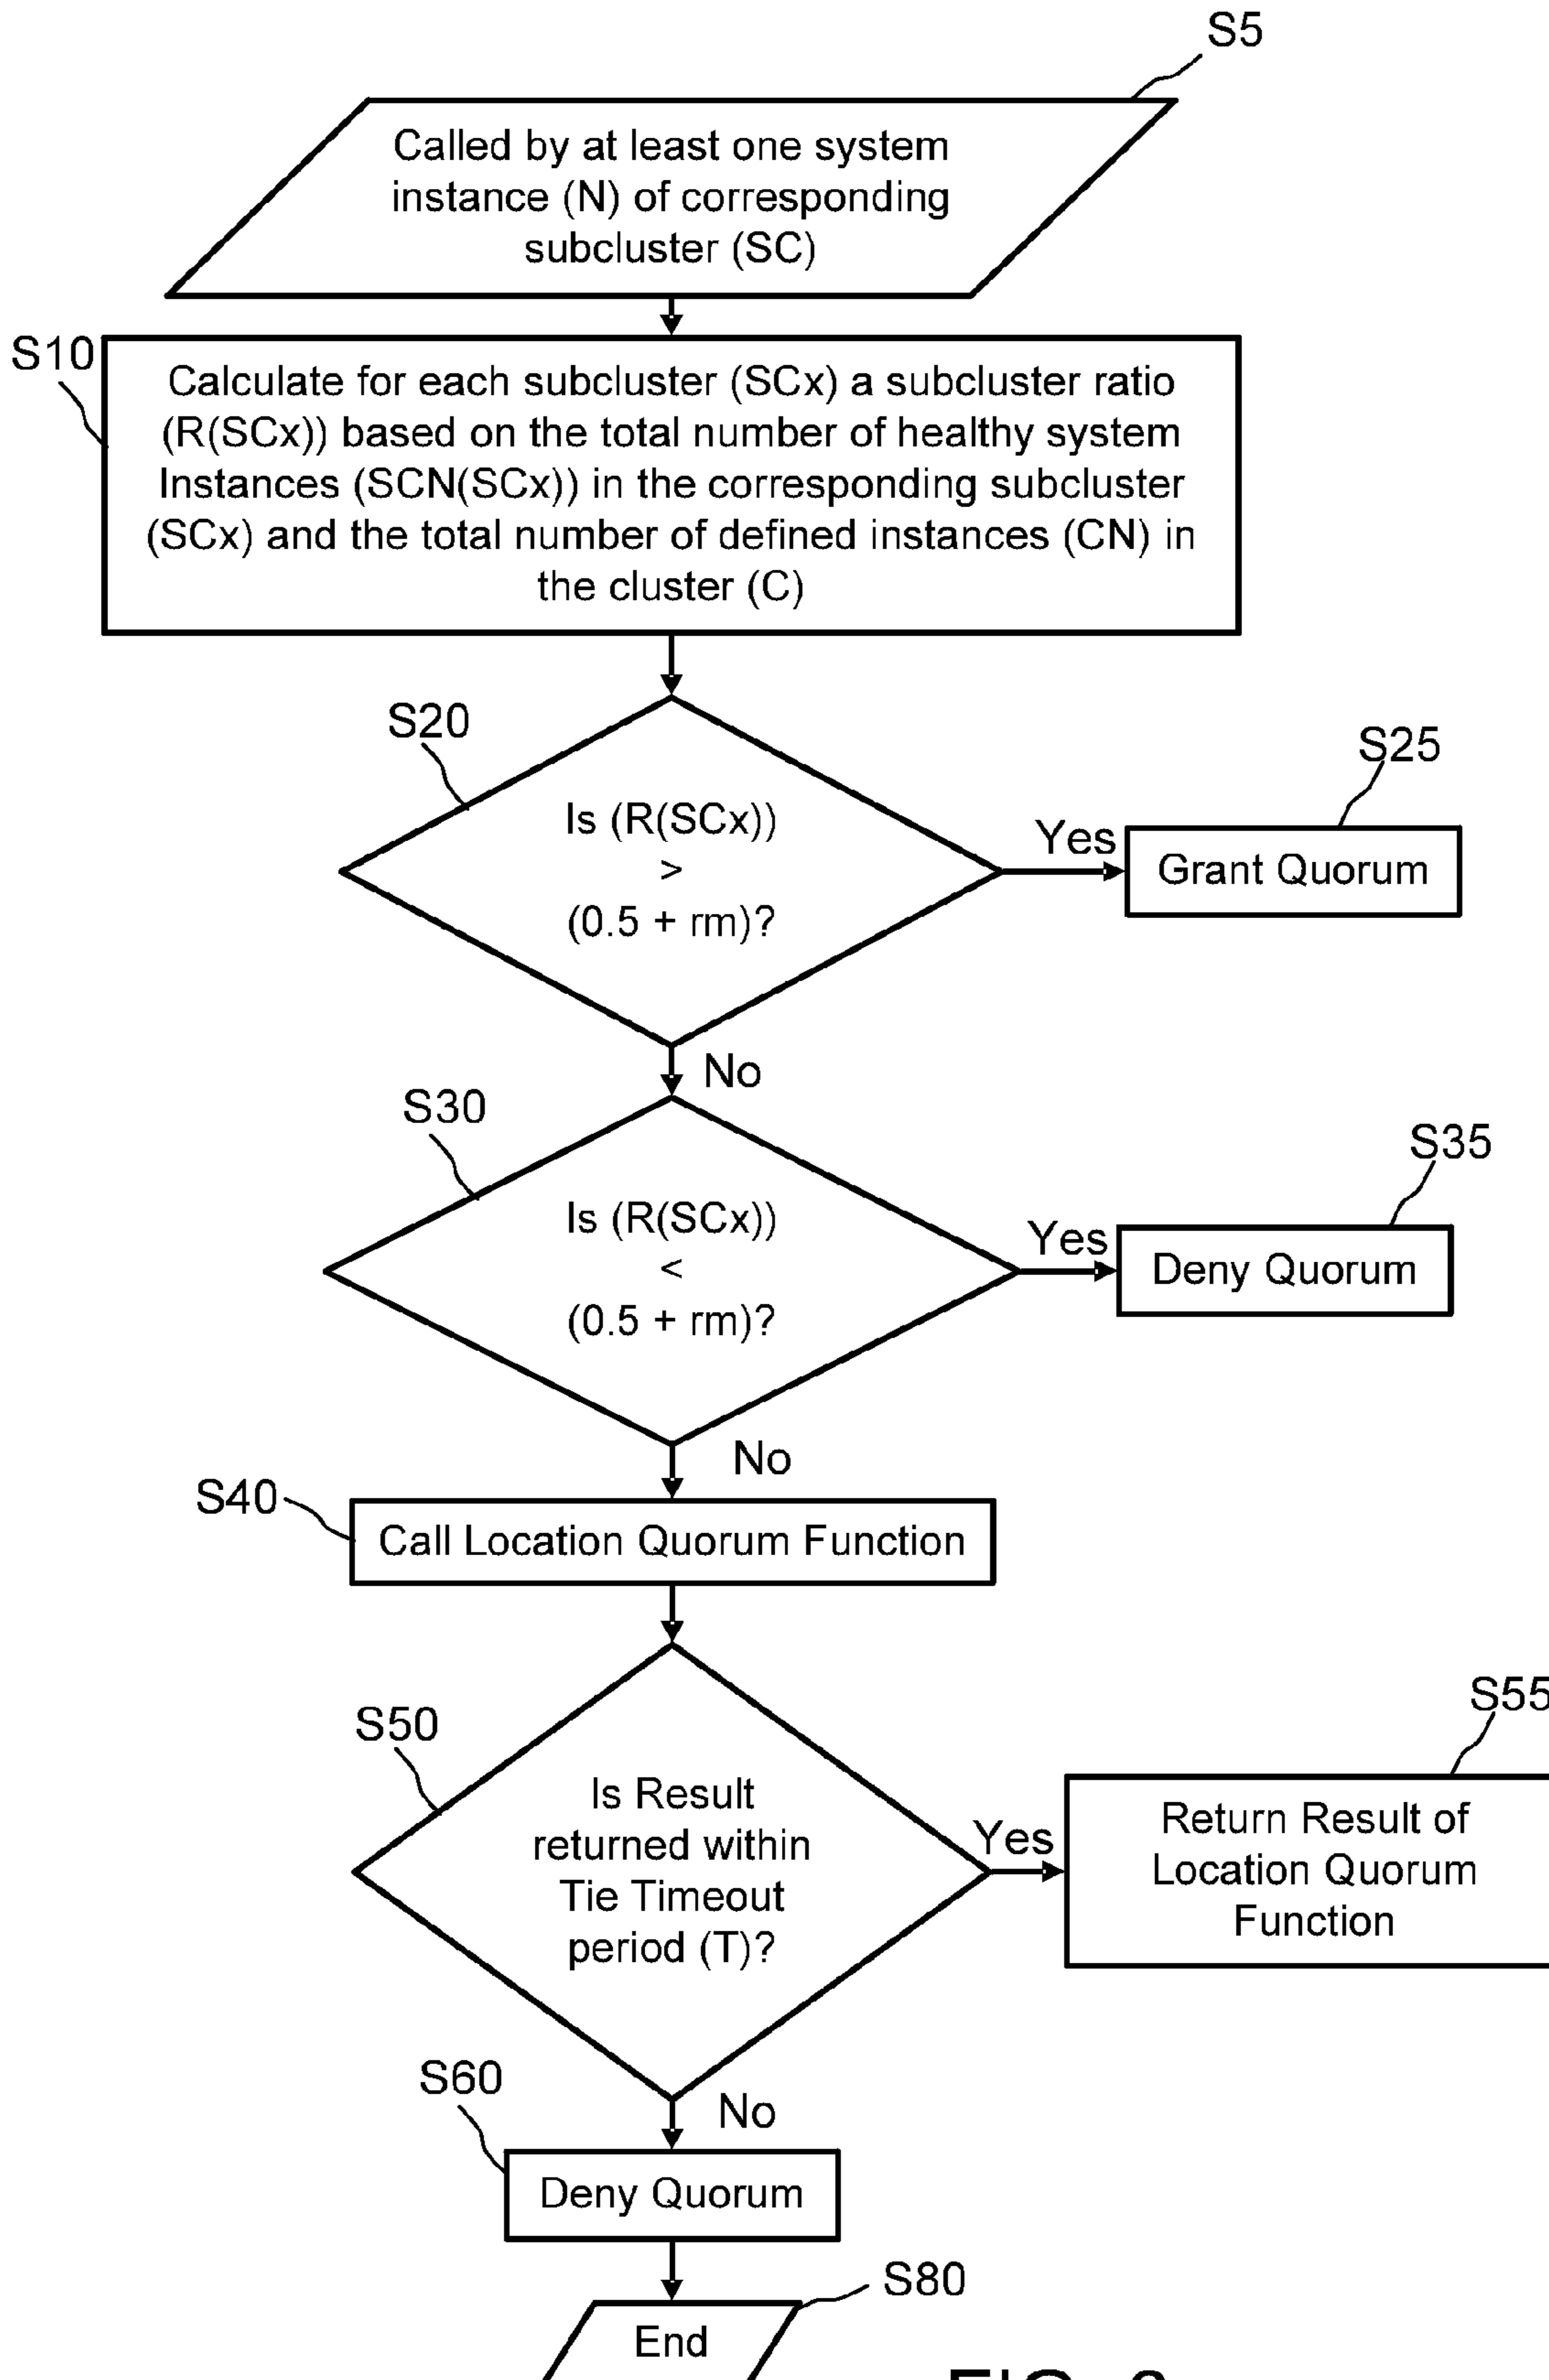 S5
Called by at least one system
instance (N) of corresponding
subcluster (SC)
S10
Calculate for each subcluster (SCx) a subcluster ratio
(R(SCx)) based on the total number of healthy system
Instances (SCN(SCx)) in the corresponding subcluster
(SCx) and the total number of defined instances (CN) in
the cluster (C)
S20
Is (R(SCx))
>
(0.5 + rm)?
Yes
S25
Grant Quorum
No
S30
Is (R(SCx))
<
(0.5 + rm)?
Yes
S35
Deny Quorum
No
S40
Call Location Quorum Function
S50
Is Result
returned within
Tie Timeout
period (T)?
Yes
S55
Return Result of
Location Quorum
Function
No
S60
Deny Quorum
S80
End
FIG.